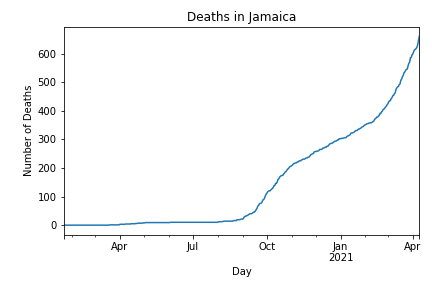 Deaths in Jamaica
Number of Deaths
600
500
400
300
200
100
0
Apr
Jul
Oct
Jan
2021
Apr
Day